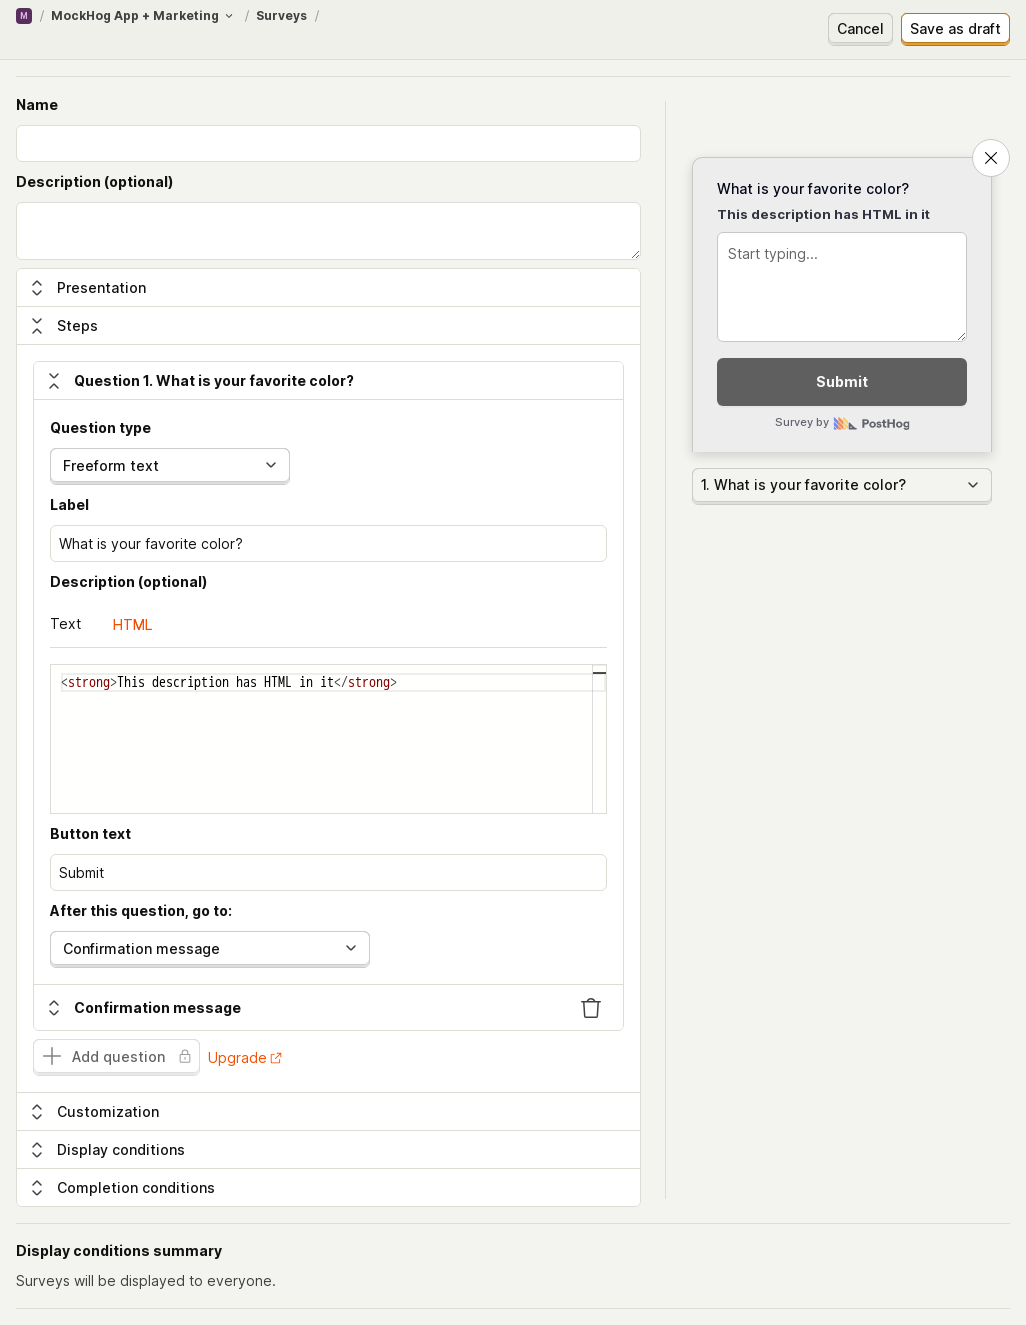 M / MockHog App + Marketing / Surveys /
Cancel
Save as draft
Name
Description (optional)
Presentation
Steps
Question 1. What is your favorite color?
Question type
Freeform text
Label
What is your favorite color?
Description (optional)
Text HTML
<strong>This description has HTML in it</strong>
Button text
Submit
After this question, go to:
Confirmation message
Confirmation message
Add question
Upgrade
Customization
Display conditions
Completion conditions
What is your favorite color?
This description has HTML in it
Start typing...
Submit
Survey by PostHog
1. What is your favorite color?
Display conditions summary
Surveys will be displayed to everyone.